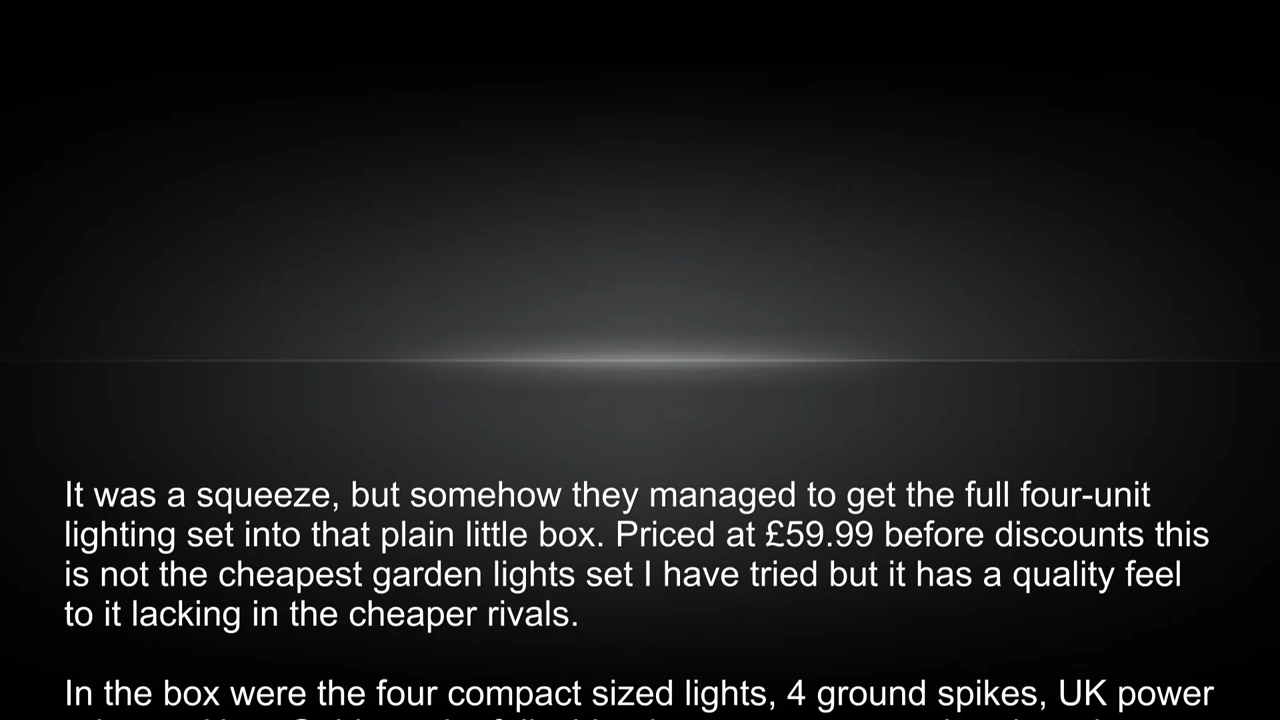 It was a squeeze, but somehow they managed to get the full four-unit
lighting set into that plain little box. Priced at £59.99 before discounts this
is not the cheapest garden lights set I have tried but it has a quality feel
to it lacking in the cheaper rivals.
In the box were the four compact sized lights, 4 ground spikes, UK power